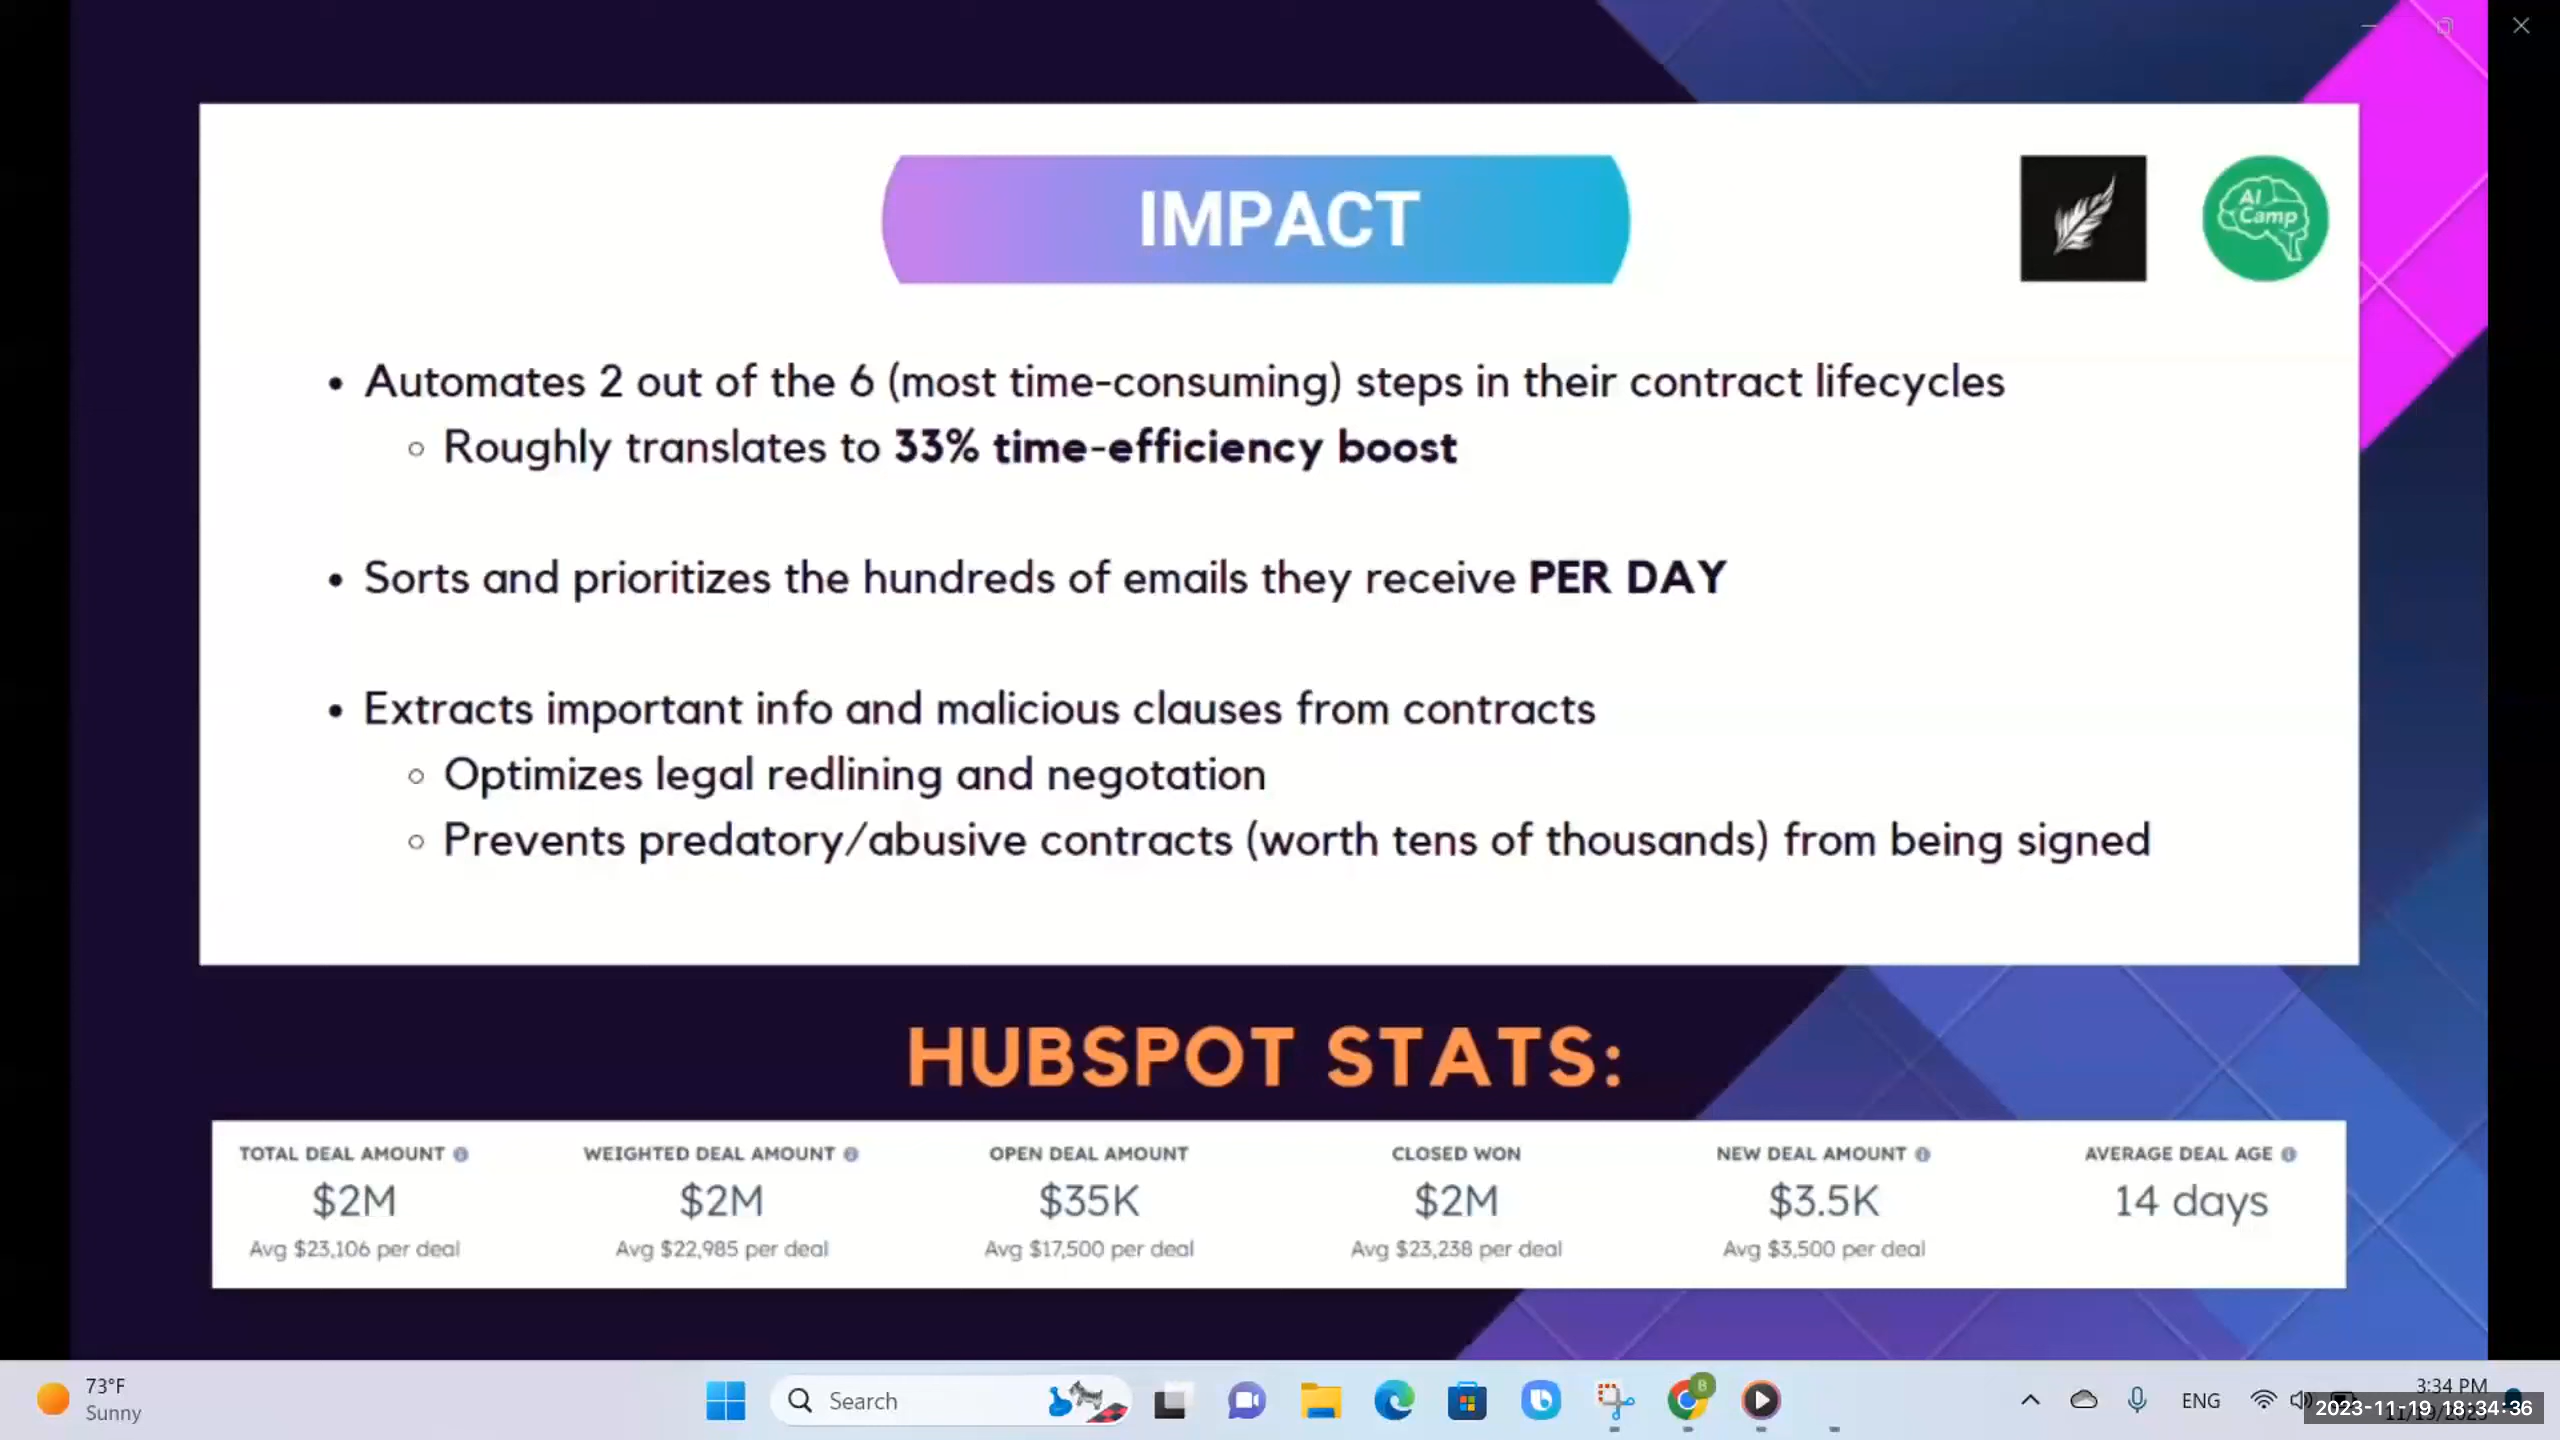 IMPACT
AI
Camp
• Automates 2 out of the 6 (most time-consuming) steps in their contract lifecycles
○ Roughly translates to 33% time-efficiency boost
• Sorts and prioritizes the hundreds of emails they receive PER DAY
• Extracts important info and malicious clauses from contracts
○ Optimizes legal redlining and negotation
○ Prevents predatory/abusive contracts (worth tens of thousands) from being signed
HUBSPOT STATS:
TOTAL DEAL AMOUNT WEIGHTED DEAL AMOUNT OPEN DEAL AMOUNT CLOSED WON NEW DEAL AMOUNT AVERAGE DEAL AGE
$2M $2M $35K $2M $3.5K 14 days
Avg $23,106 per deal Avg $22,985 per deal Avg $17,500 per deal Avg $23,238 per deal Avg $3,500 per deal
73°F
Sunny
Search
B
ENG
3:34 PM
2023-11-19 18:34:36